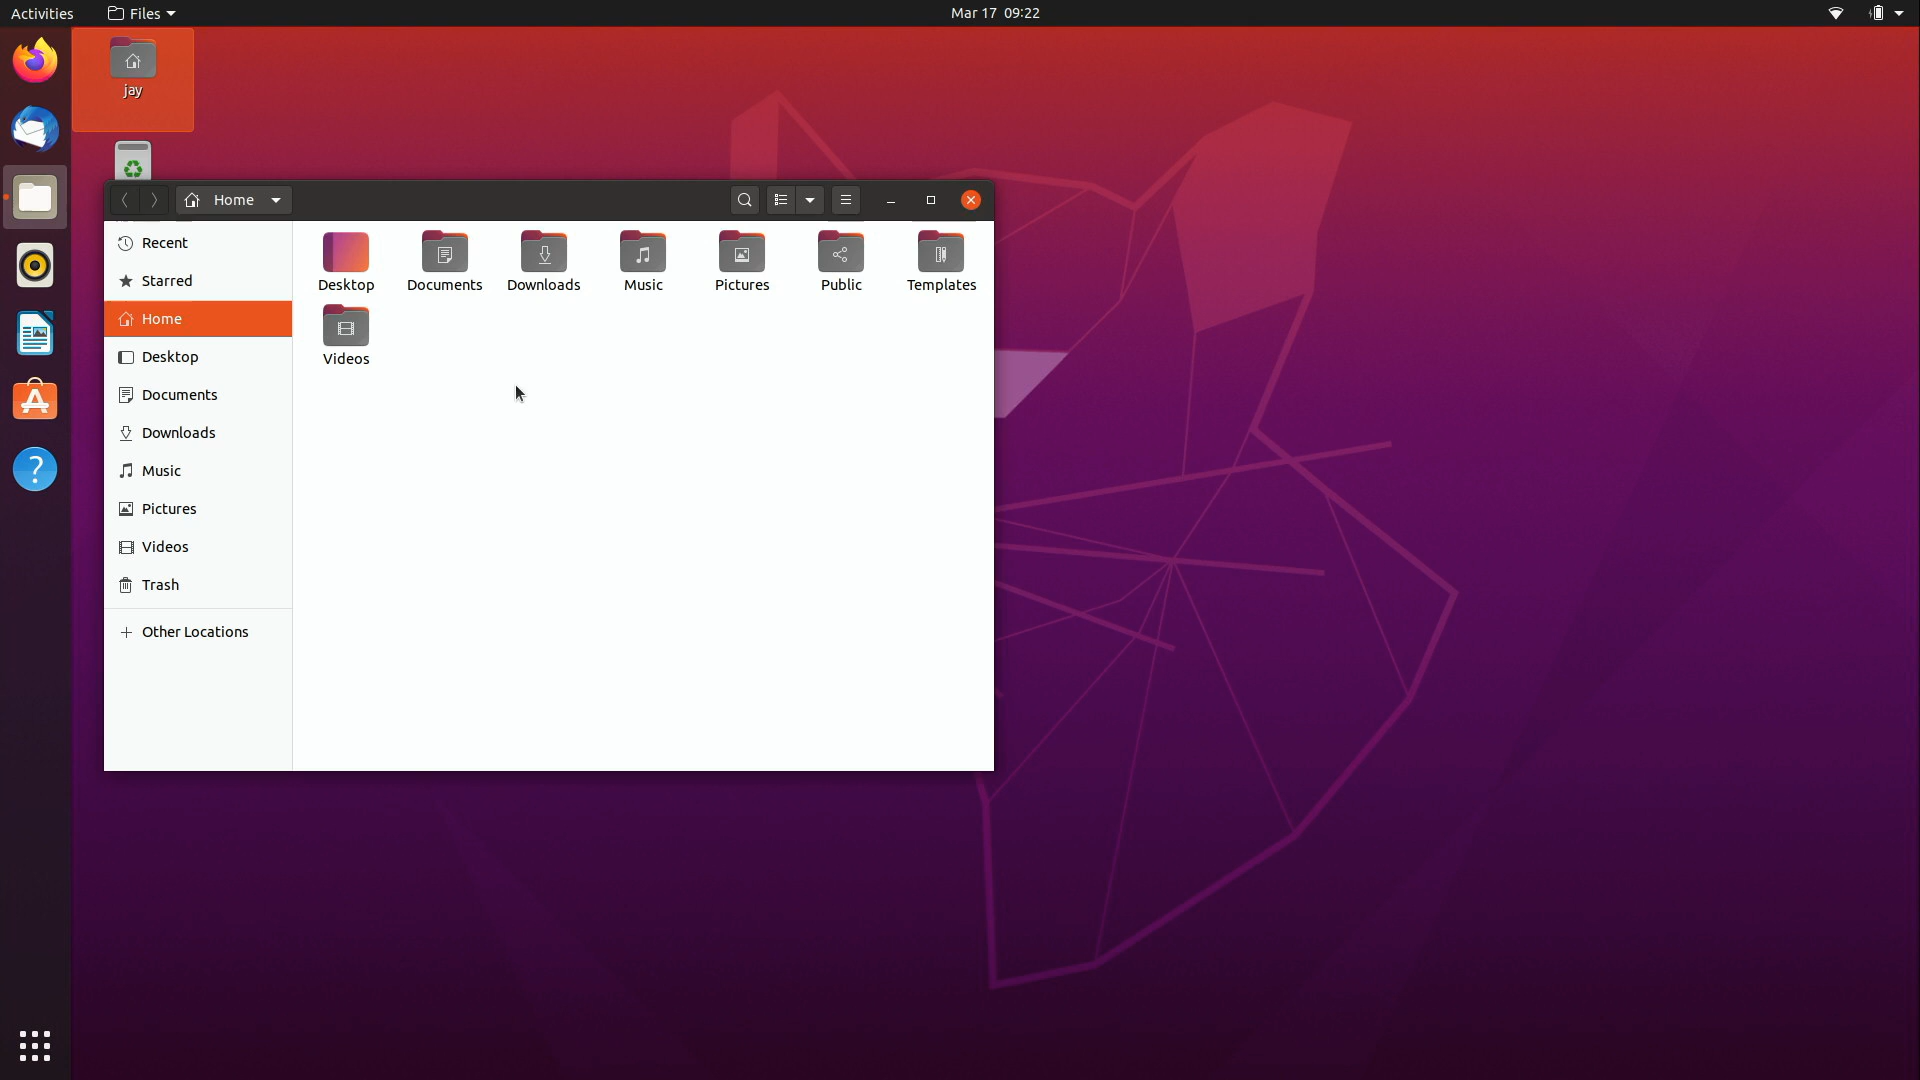 Activities Files Mar 17 09:22
jay
Home
Recent
Starred
Home
Desktop
Documents
Downloads
Music
Pictures
Videos
Trash
Other Locations
Desktop Documents Downloads Music Pictures Public Templates
Videos